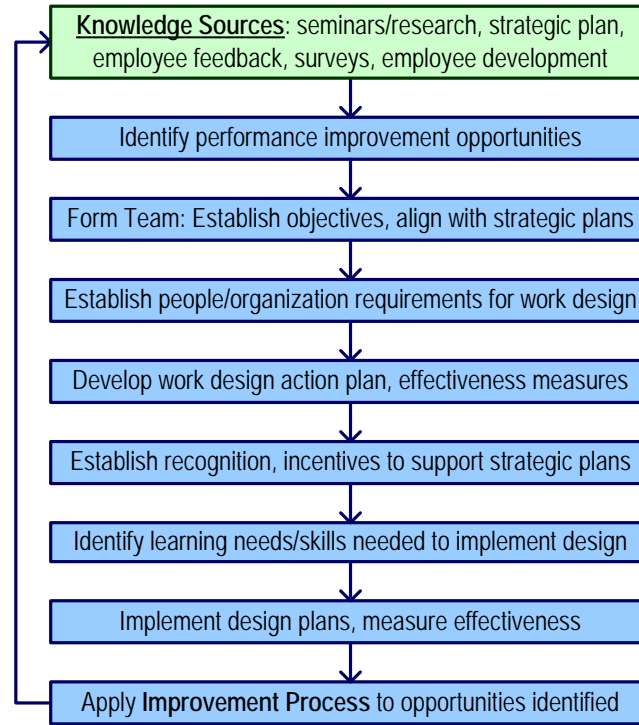 Knowledge Sources: seminars/research, strategic plan,
employee feedback, surveys, employee development
Identify performance improvement opportunities
Form Team: Establish objectives, align with strategic plans
Establish people/organization requirements for work design
Develop work design action plan, effectiveness measures
Establish recognition, incentives to support strategic plans
Identify learning needs/skills needed to implement design
Implement design plans, measure effectiveness
Apply Improvement Process to opportunities identified